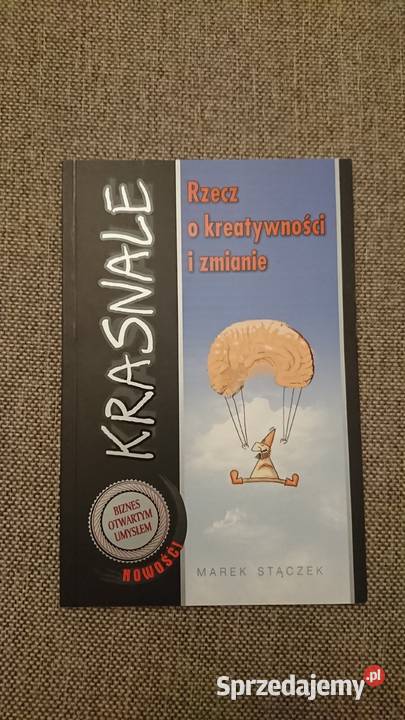 KRASNALE
Rzecz
o kreatywności
i zmianie
BIZNES
OTWARTYM
UMYSŁEM
NOWOŚCI
MAREK STĄCZEK
Sprzedajemy.pl